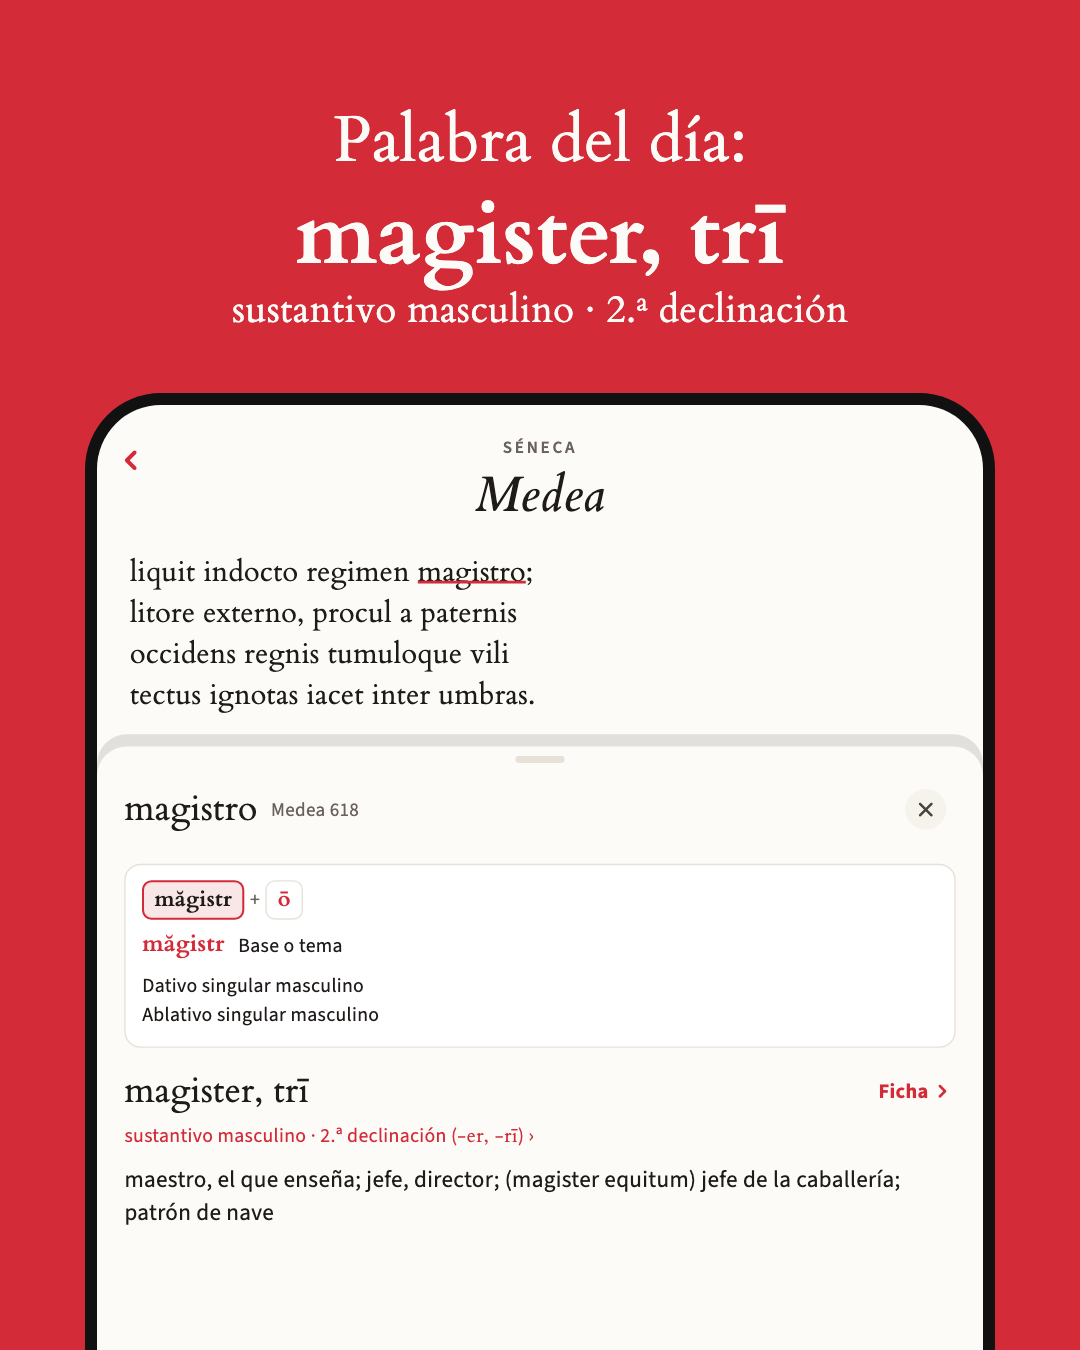 Palabra del día:
magister, trī
sustantivo masculino · 2.ª declinación
SÉNECA
Medea
liquit indocto regimen magistro;
litore externo, procul a paternis
occidens regnis tumuloque vili
tectus ignotas iacet inter umbras.
magistro Medea 618
măgistr + ō
măgistr Base o tema
Dativo singular masculino
Ablativo singular masculino
magister, trī
Ficha
sustantivo masculino · 2.ª declinación (–er, –rī) ›
maestro, el que enseña; jefe, director; (magister equitum) jefe de la caballería;
patrón de nave